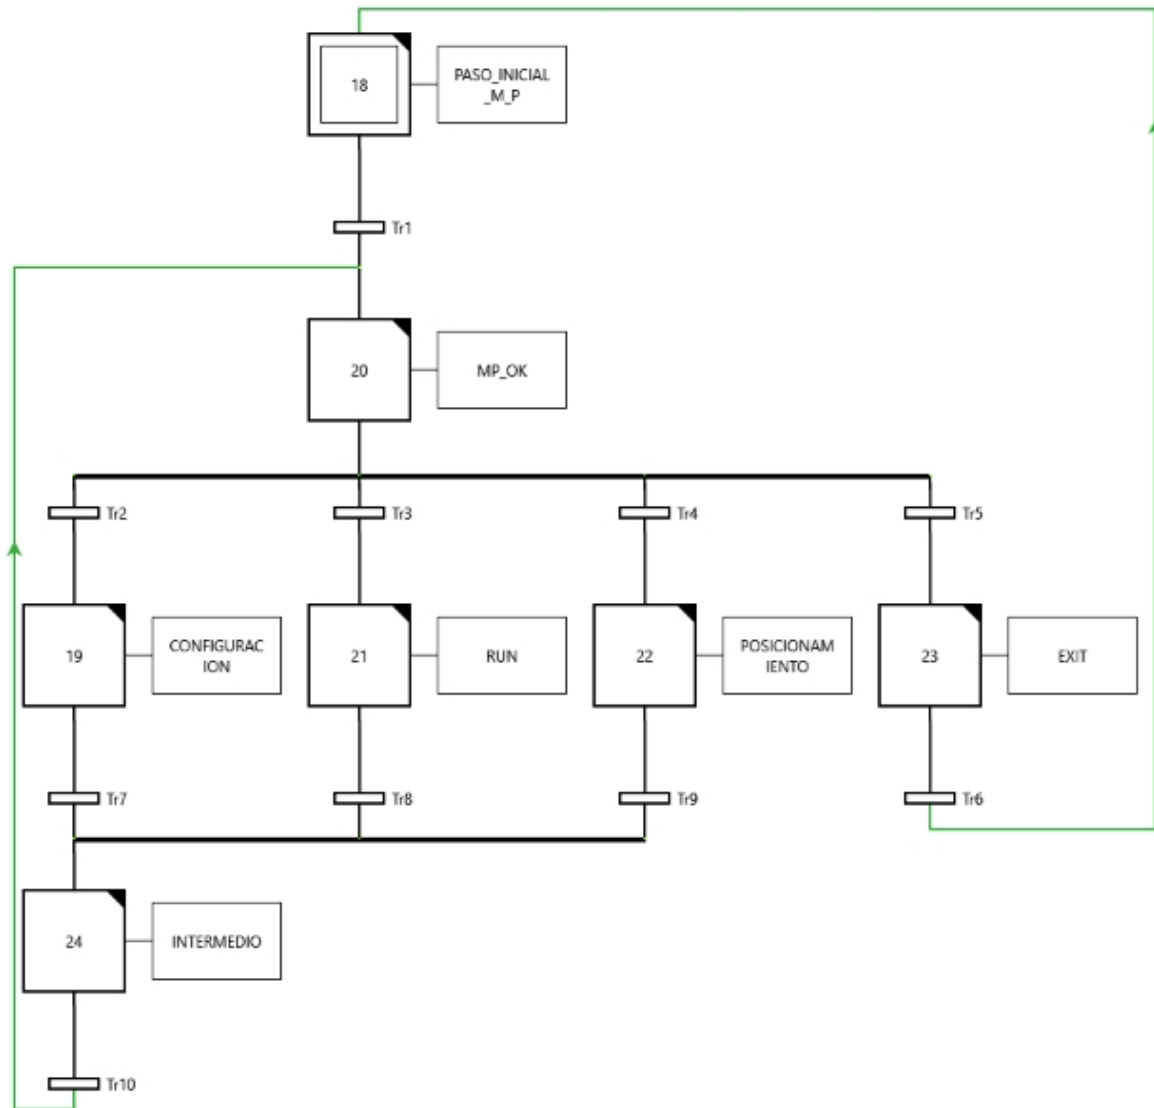 18
PASO_INICIAL
_M_P
Tr1
20
MP_OK
Tr2
Tr3
Tr4
Tr5
19
CONFIGURAC
ION
21
RUN
22
POSICIONAM
IENTO
23
EXIT
Tr7
Tr8
Tr9
Tr6
24
INTERMEDIO
Tr10